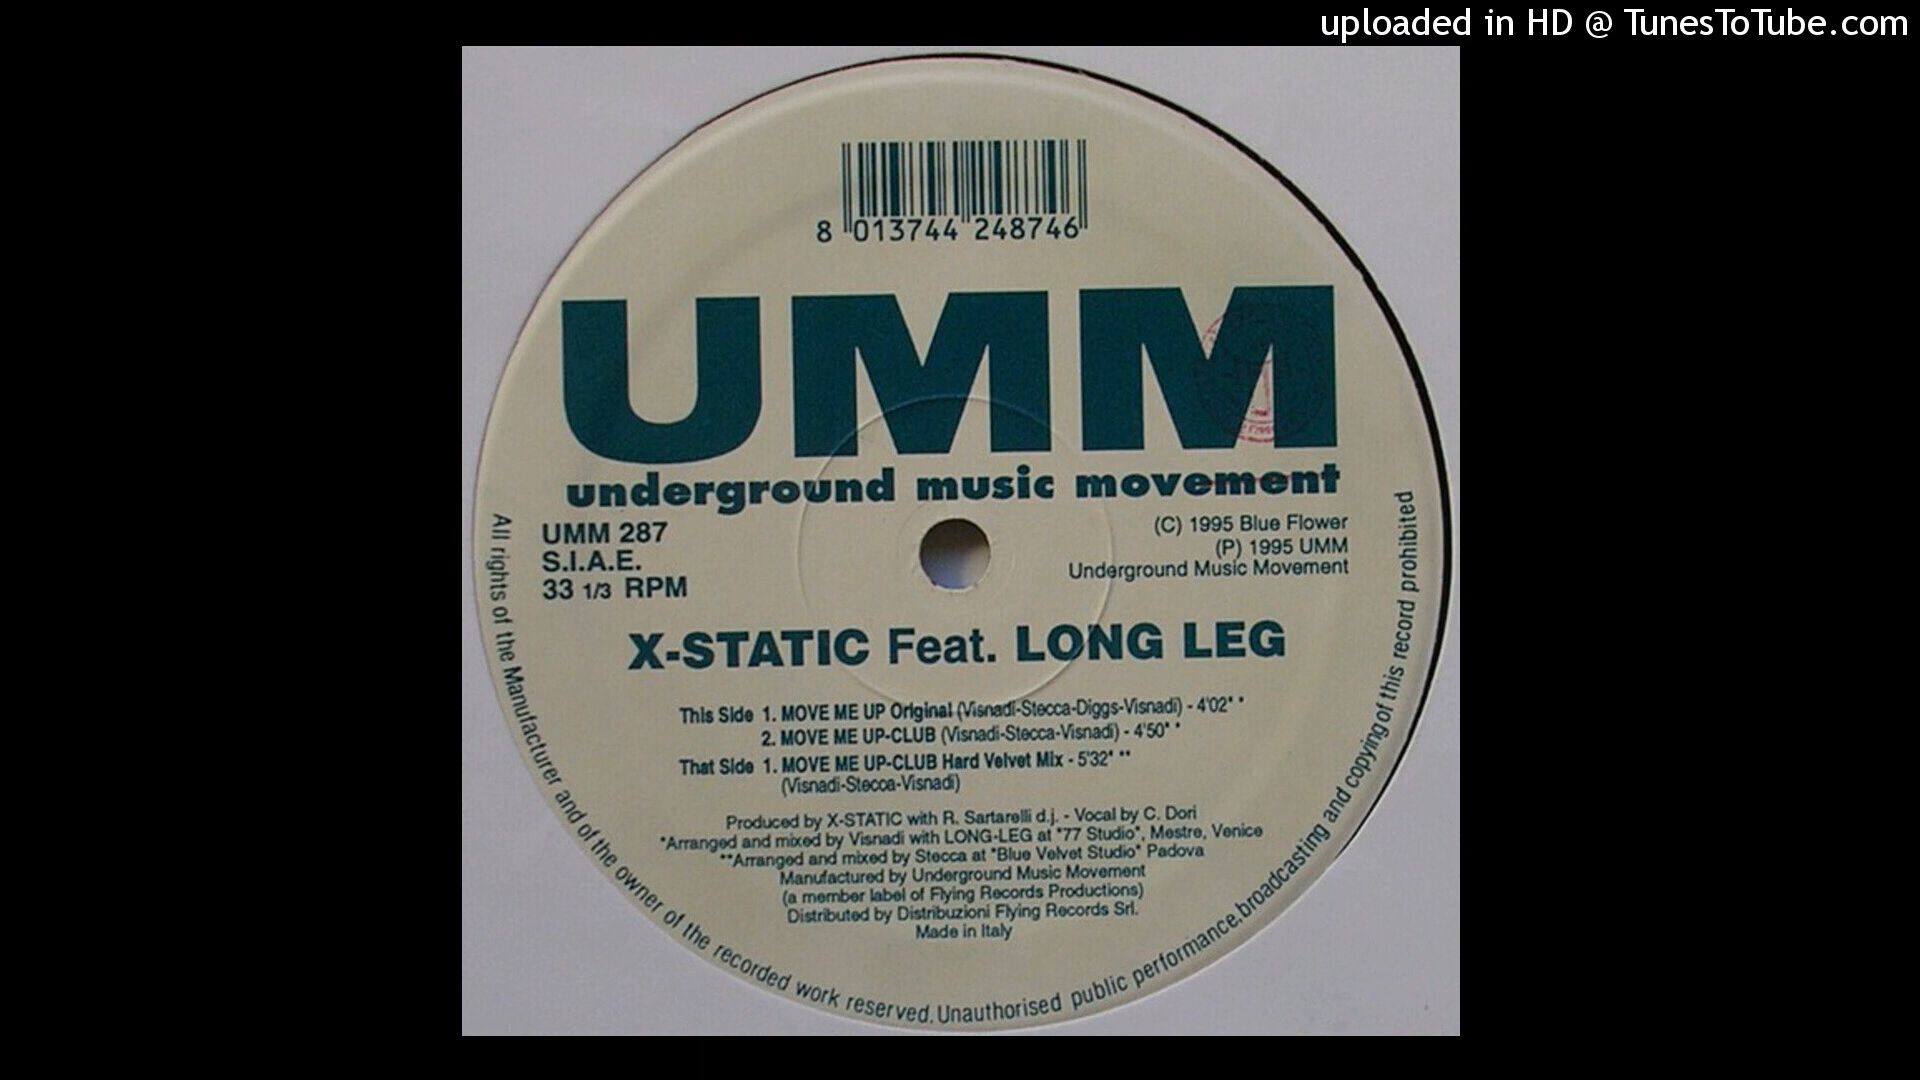 uploaded in HD @ TunesToTube.com
8 013744 248746
UMM
underground music movement
UMM 287
S.I.A.E.
33 1/3 RPM
(C) 1995 Blue Flower
(P) 1995 UMM
Underground Music Movement
X-STATIC Feat. LONG LEG
This Side 1. MOVE ME UP Original (Visnadi-Stecca-Diggs-Visnadi) - 4'02" *
2. MOVE ME UP-CLUB (Visnadi-Stecca-Visnadi) - 4'50" *
That Side 1. MOVE ME UP-CLUB Hard Velvet Mix - 5'32" **
(Visnadi-Stecca-Visnadi)
Produced by X-STATIC with R. Sartarelli d.j. - Vocal by C. Dori
*Arranged and mixed by Visnadi with LONG-LEG at "77 Studio", Mestre, Venice
**Arranged and mixed by Stecca at "Blue Velvet Studio" Padova
Manufactured by Underground Music Movement
(a member label of Flying Records Productions)
Distributed by Distribuzioni Flying Records Srl.
Made in Italy
All rights of the Manufacturer and of the owner of the recorded work reserved. Unauthorised public performance, broadcasting and copying of this record prohibited